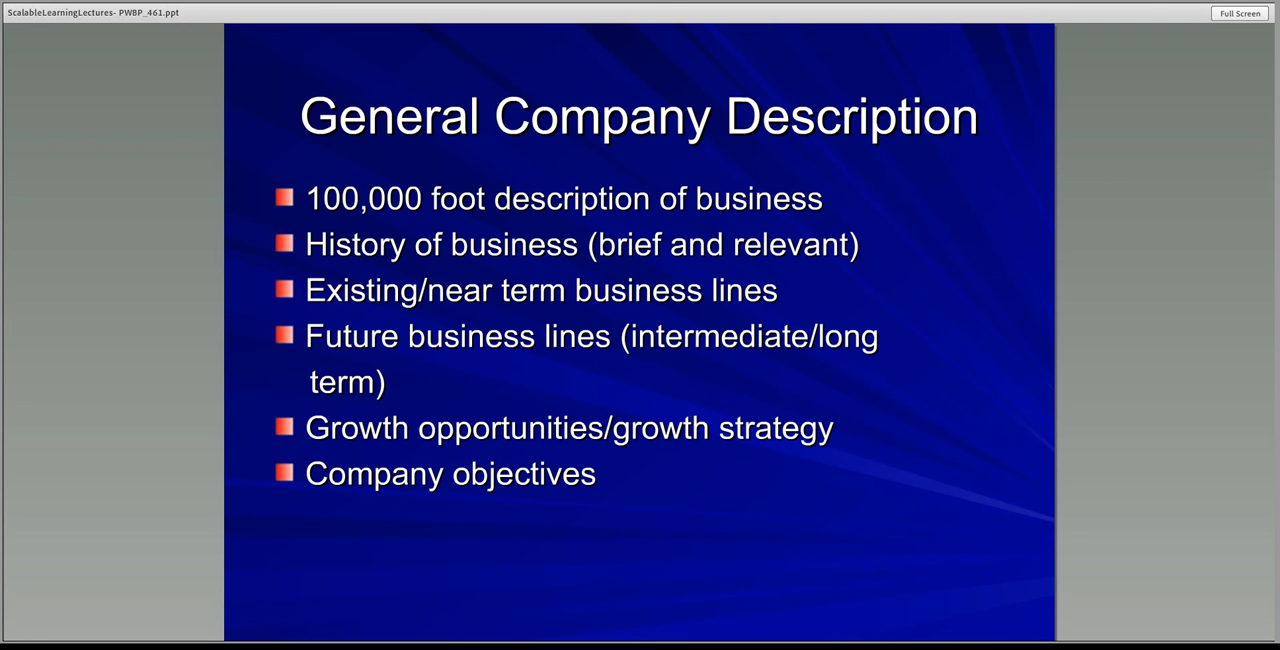 ScalableLearningLectures- PWBP_461.ppt
Full Screen
General Company Description
100,000 foot description of business
History of business (brief and relevant)
Existing/near term business lines
Future business lines (intermediate/long
term)
Growth opportunities/growth strategy
Company objectives